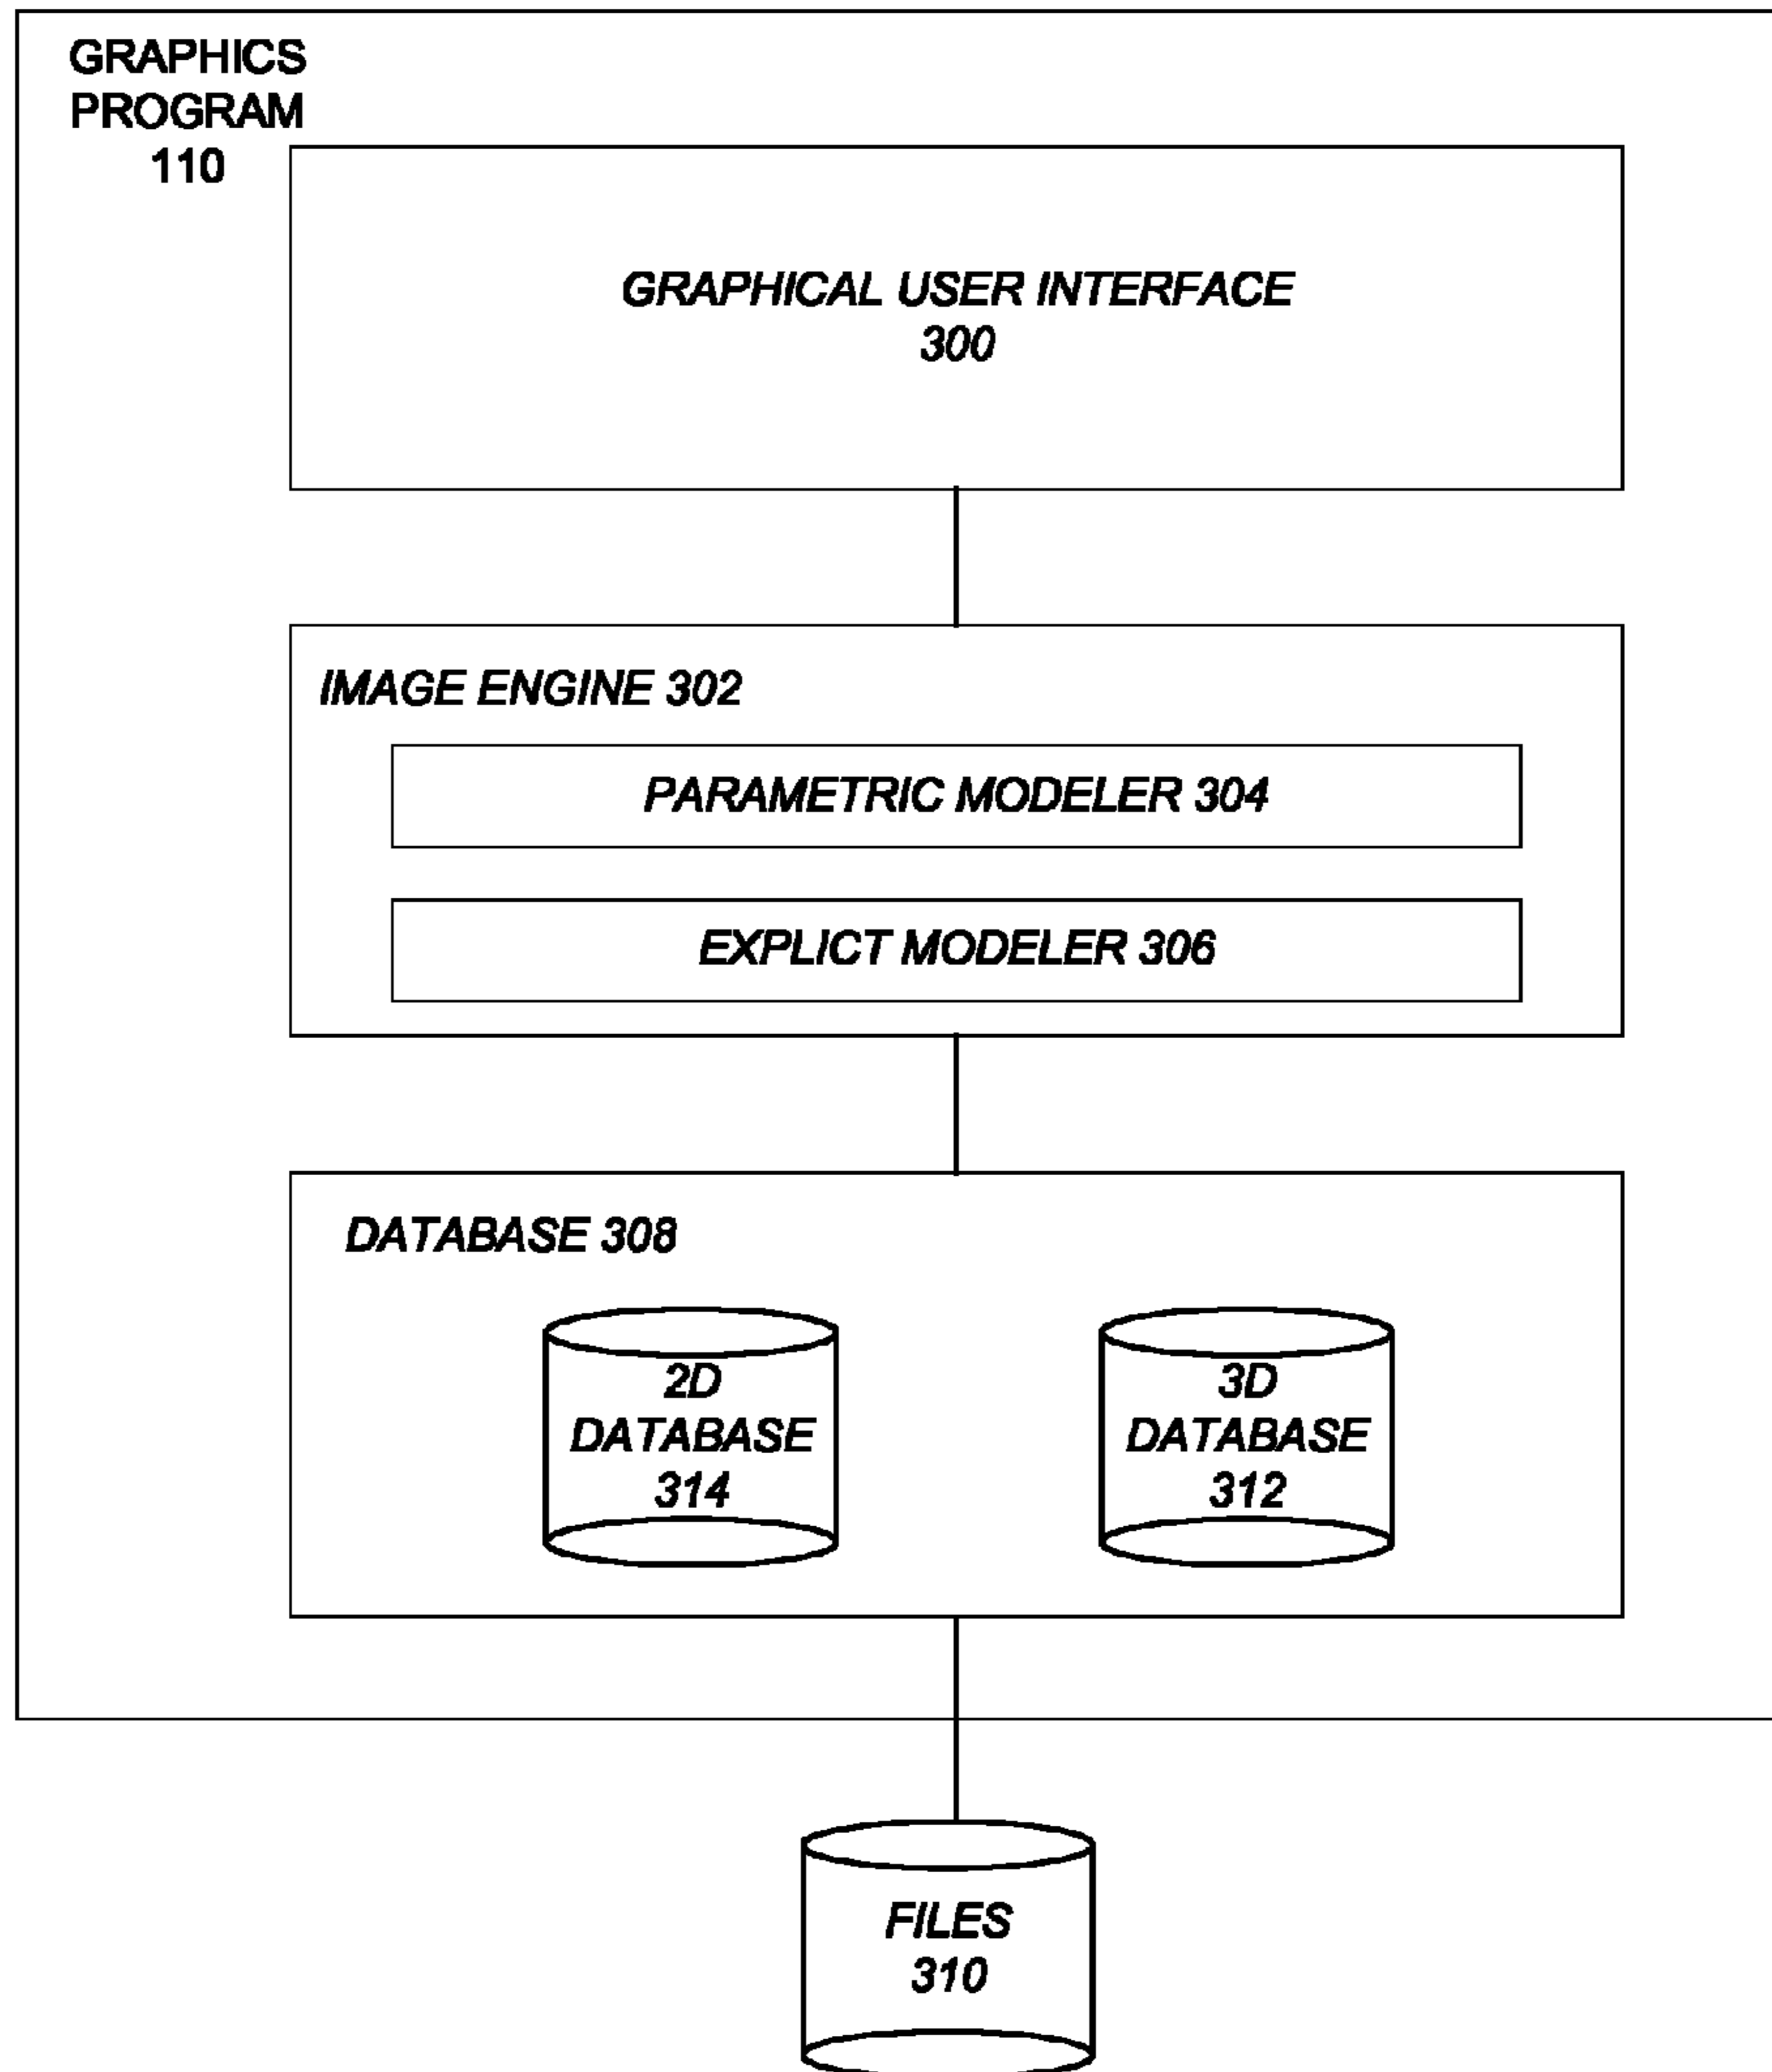 GRAPHICS
PROGRAM
110
GRAPHICAL USER INTERFACE
300
IMAGE ENGINE 302
PARAMETRIC MODELER 304
EXPLICT MODELER 306
DATABASE 308
2D
DATABASE
314
3D
DATABASE
312
FILES
310